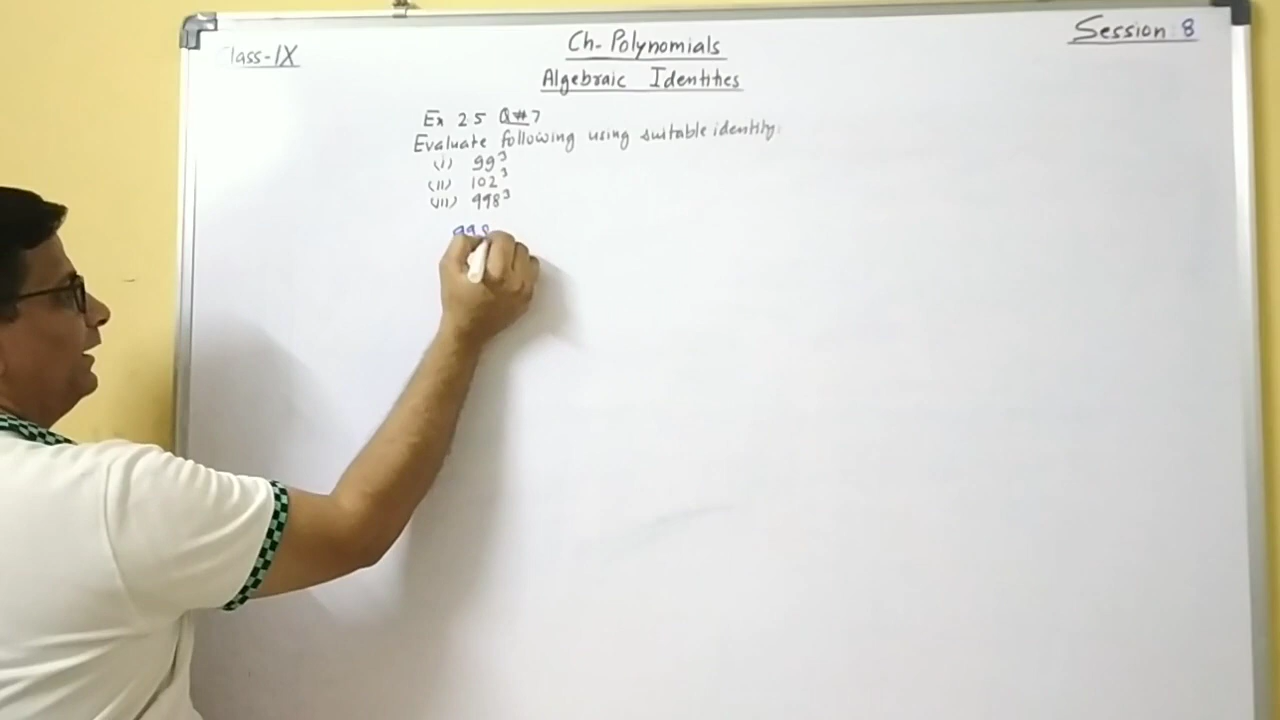 Class-IX
Ch- Polynomials
Session 8
Algebraic Identities
Ex 2 5 Q#7
Evaluate following using suitable identity.
(i) 99³
(ii) 102³
(iii) 998³
998